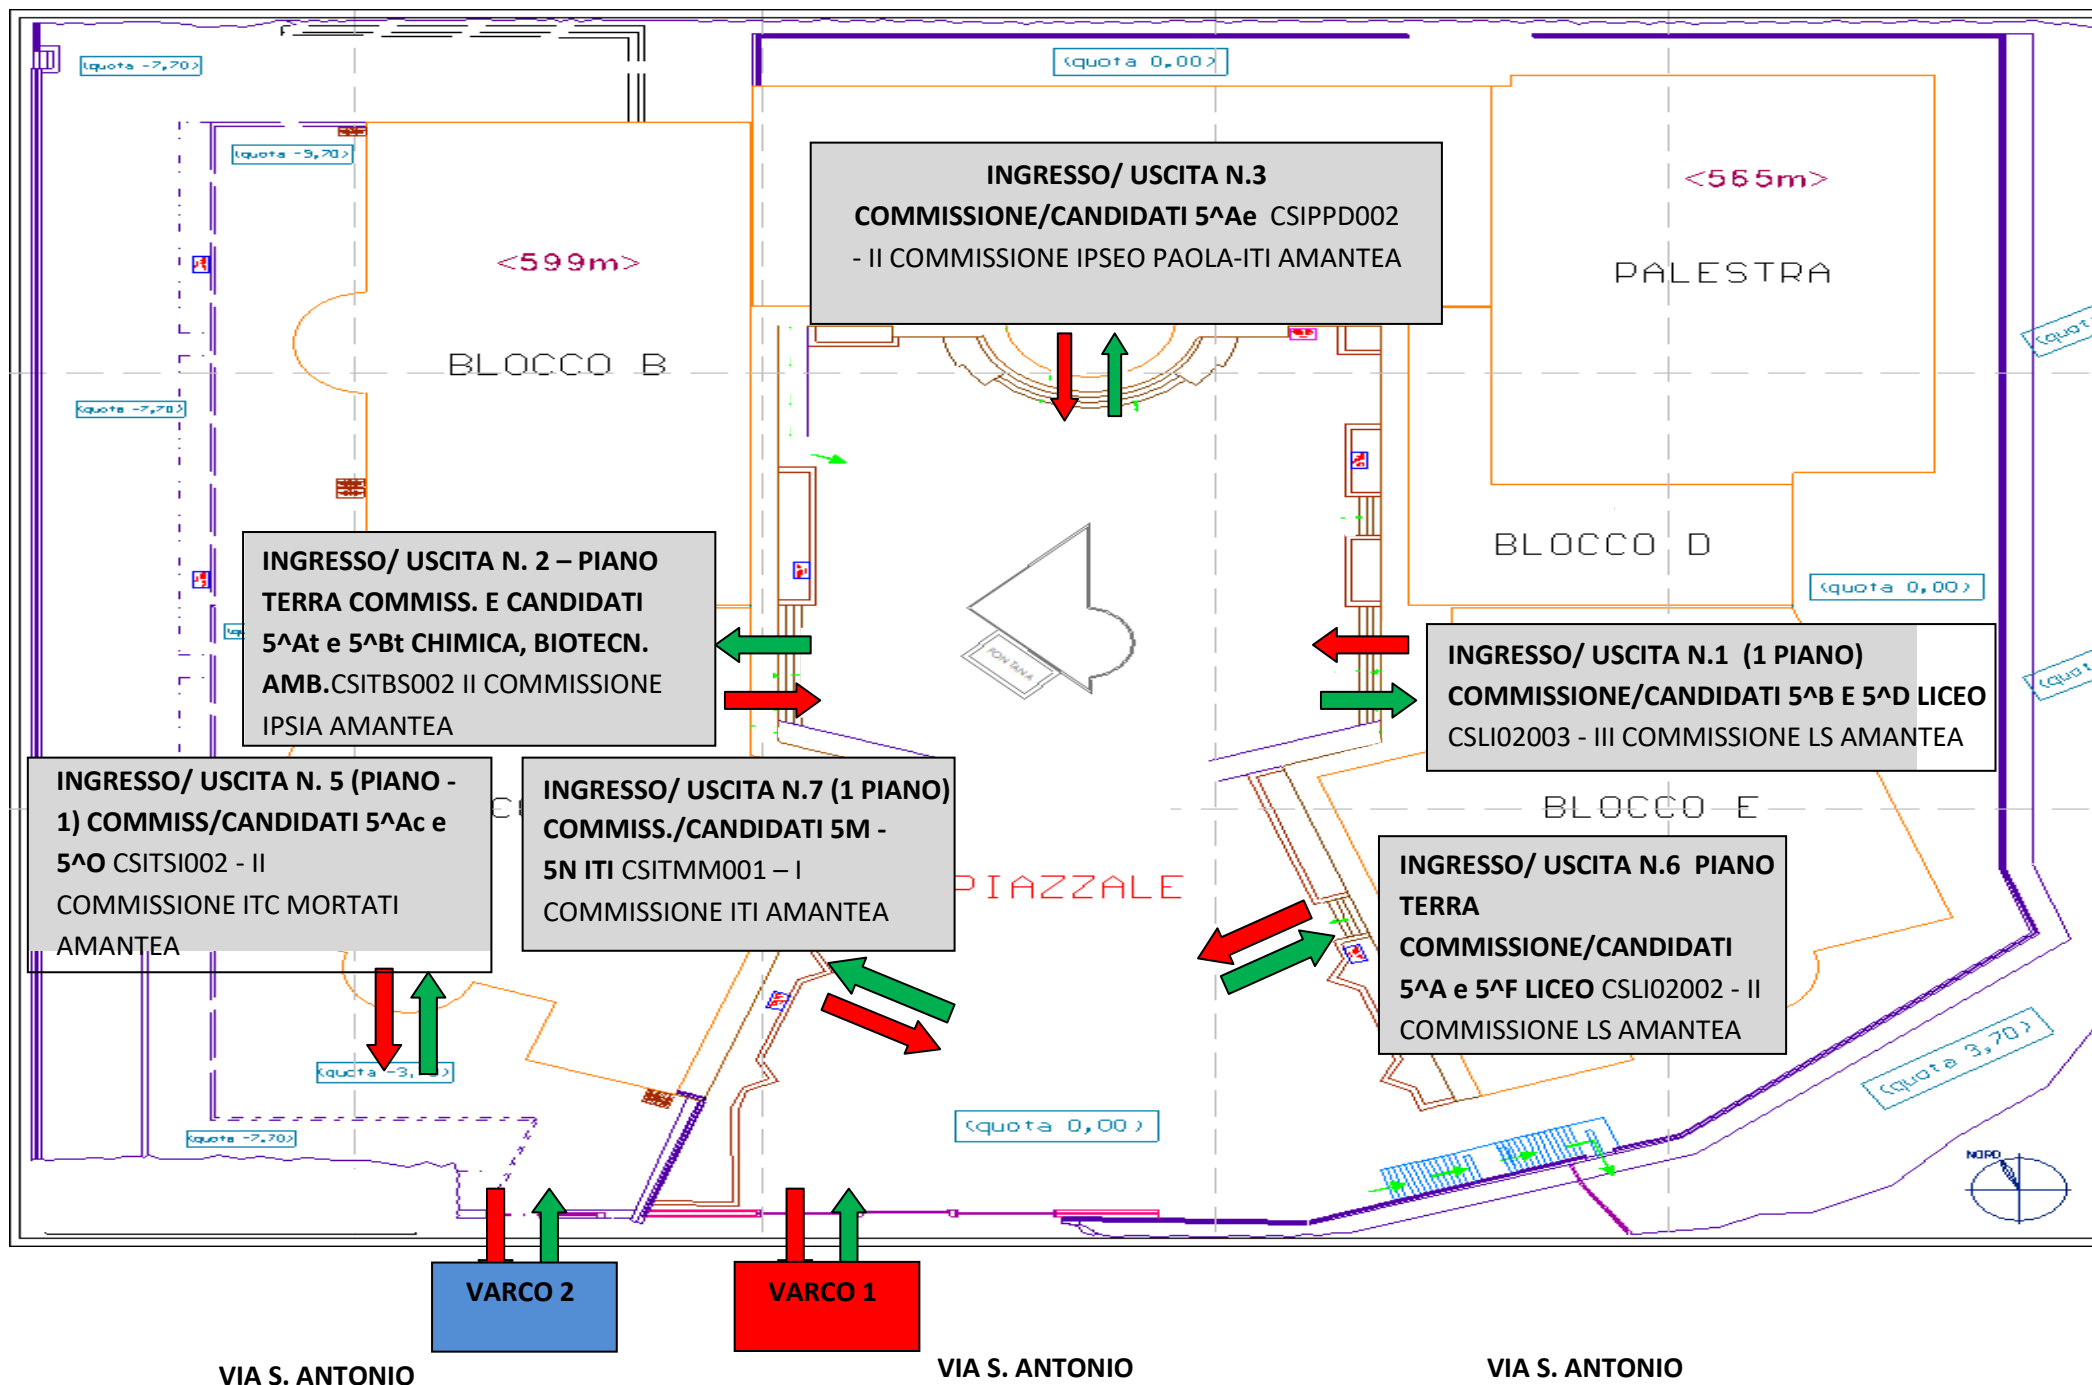 (quota -7,70)
(quota 0,00)
(quota -3,70)
INGRESSO/ USCITA N.3
COMMISSIONE/CANDIDATI 5^Ae CSIPPD002
- II COMMISSIONE IPSEO PAOLA-ITI AMANTEA
<565m>
<599m>
PALESTRA
BLOCCO B
(quota -7,70)
BLOCCO D
(quota 0,00)
INGRESSO/ USCITA N. 2 – PIANO
TERRA COMMISS. E CANDIDATI
5^At e 5^Bt CHIMICA, BIOTECN.
AMB.CSITBS002 II COMMISSIONE
IPSIA AMANTEA
FONTANA
INGRESSO/ USCITA N.1 (1 PIANO)
COMMISSIONE/CANDIDATI 5^B E 5^D LICEO
CSLI02003 - III COMMISSIONE LS AMANTEA
INGRESSO/ USCITA N. 5 (PIANO -
1) COMMISS/CANDIDATI 5^Ac e
5^O CSITSI002 - II
COMMISSIONE ITC MORTATI
AMANTEA
INGRESSO/ USCITA N.7 (1 PIANO)
COMMISS./CANDIDATI 5M -
5N ITI CSITMM001 – I
COMMISSIONE ITI AMANTEA
BLOCCO E
PIAZZALE
INGRESSO/ USCITA N.6 PIANO
TERRA
COMMISSIONE/CANDIDATI
5^A e 5^F LICEO CSLI02002 - II
COMMISSIONE LS AMANTEA
(quota 3,70)
(quota -7,70)
(quota 0,00)
NORD
VARCO 2
VARCO 1
VIA S. ANTONIO
VIA S. ANTONIO
VIA S. ANTONIO